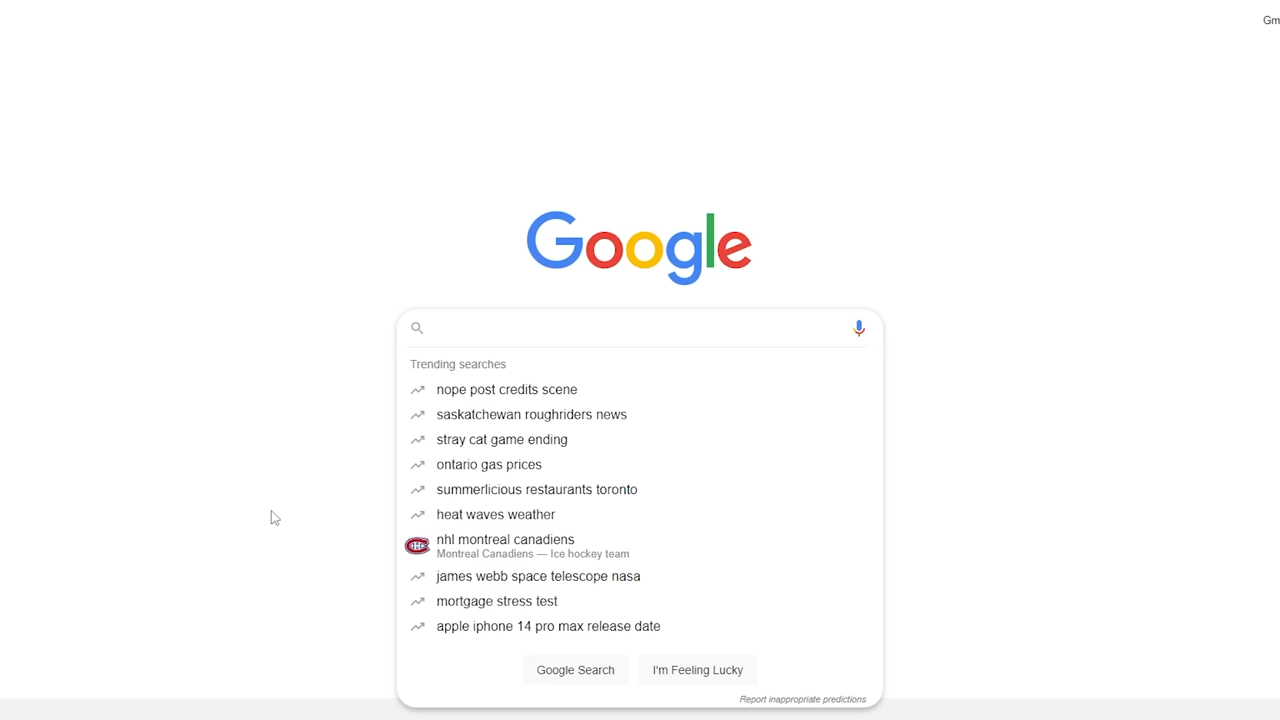 Gm
Google
Trending searches
nope post credits scene
saskatchewan roughriders news
stray cat game ending
ontario gas prices
summerlicious restaurants toronto
heat waves weather
nhl montreal canadiens
Montreal Canadiens — Ice hockey team
james webb space telescope nasa
mortgage stress test
apple iphone 14 pro max release date
Google Search
I'm Feeling Lucky
Report inappropriate predictions